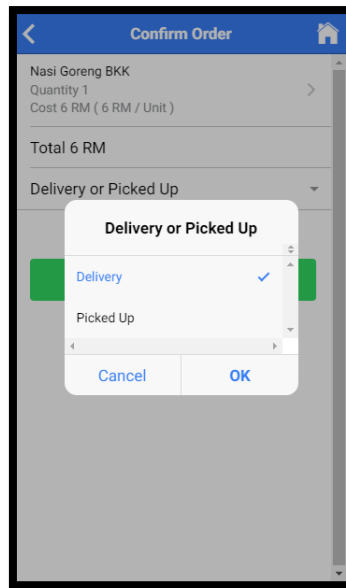 Confirm Order
Nasi Goreng BKK
Quantity 1
Cost 6 RM ( 6 RM / Unit )
Total 6 RM
Delivery or Picked Up
Delivery or Picked Up
Delivery
Picked Up
Cancel OK